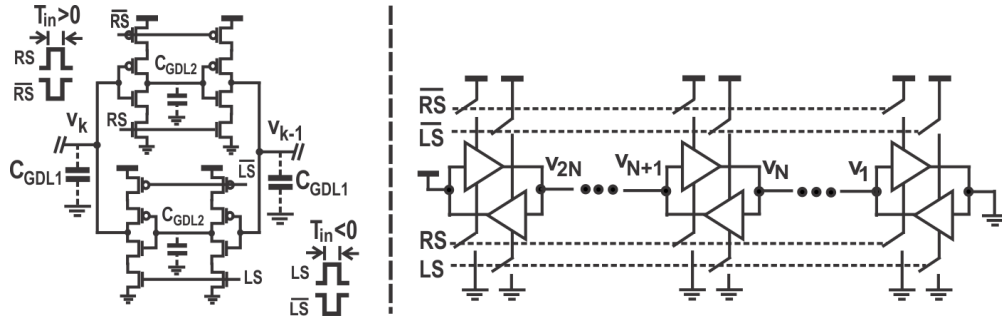 T_in>0
RS
RS
RS
C_GDL2
RS
v_k
v_k-1
C_GDL1
LS
C_GDL1
C_GDL2
T_in<0
LS
LS
LS
RS
LS
v_2N
v_N+1
v_N
v_1
RS
LS